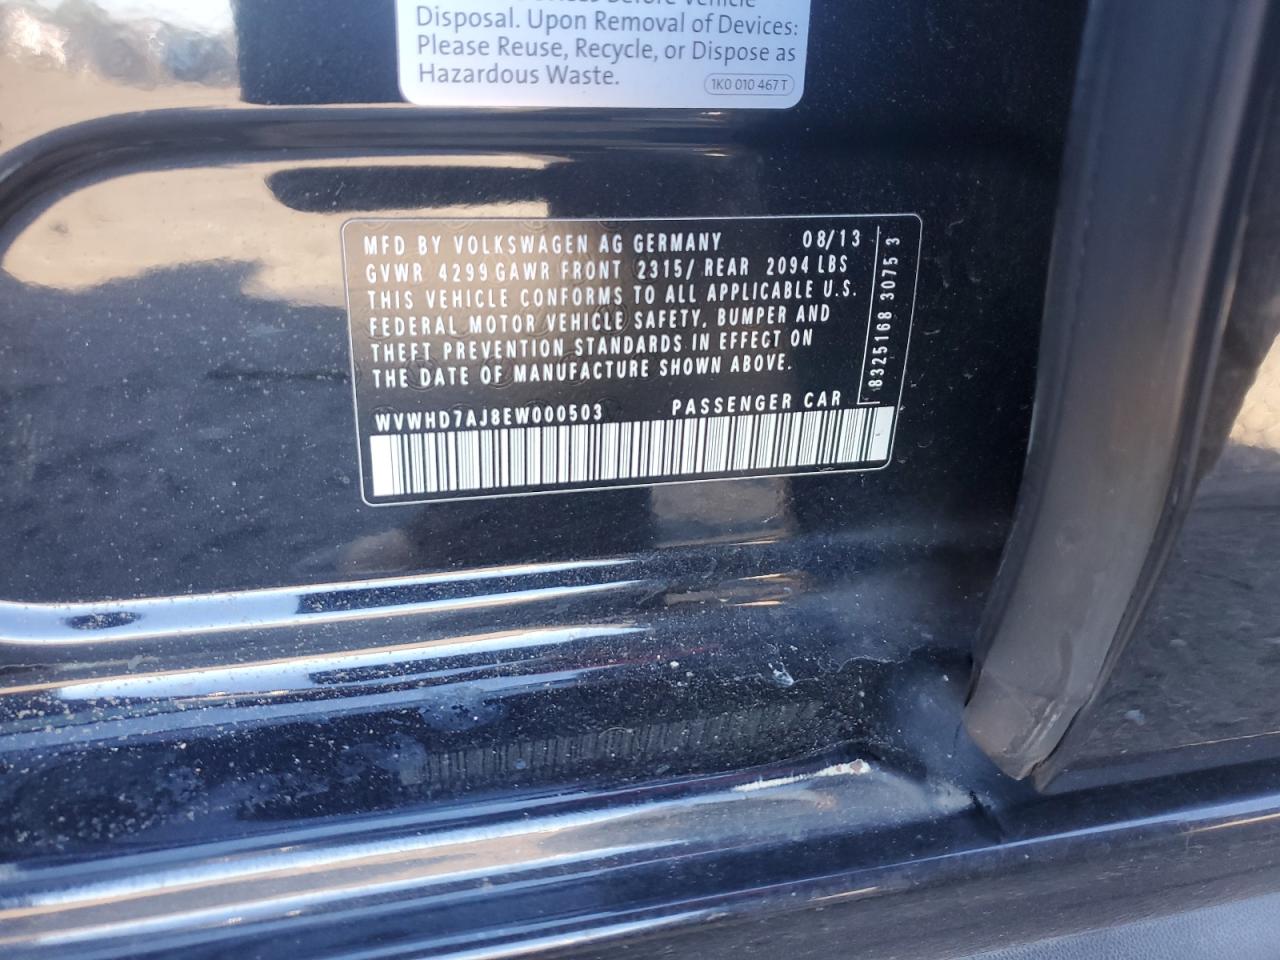 Before Vehicle
Disposal. Upon Removal of Devices:
Please Reuse, Recycle, or Dispose as
Hazardous Waste.
1K0 010 467 T
MFD BY VOLKSWAGEN AG GERMANY 08/13
GVWR 4299 GAWR FRONT 2315/ REAR 2094 LBS
THIS VEHICLE CONFORMS TO ALL APPLICABLE U.S.
FEDERAL MOTOR VEHICLE SAFETY, BUMPER AND
THEFT PREVENTION STANDARDS IN EFFECT ON
THE DATE OF MANUFACTURE SHOWN ABOVE.
WVWHD7AJ8EW000503 PASSENGER CAR
8325168 3075 3